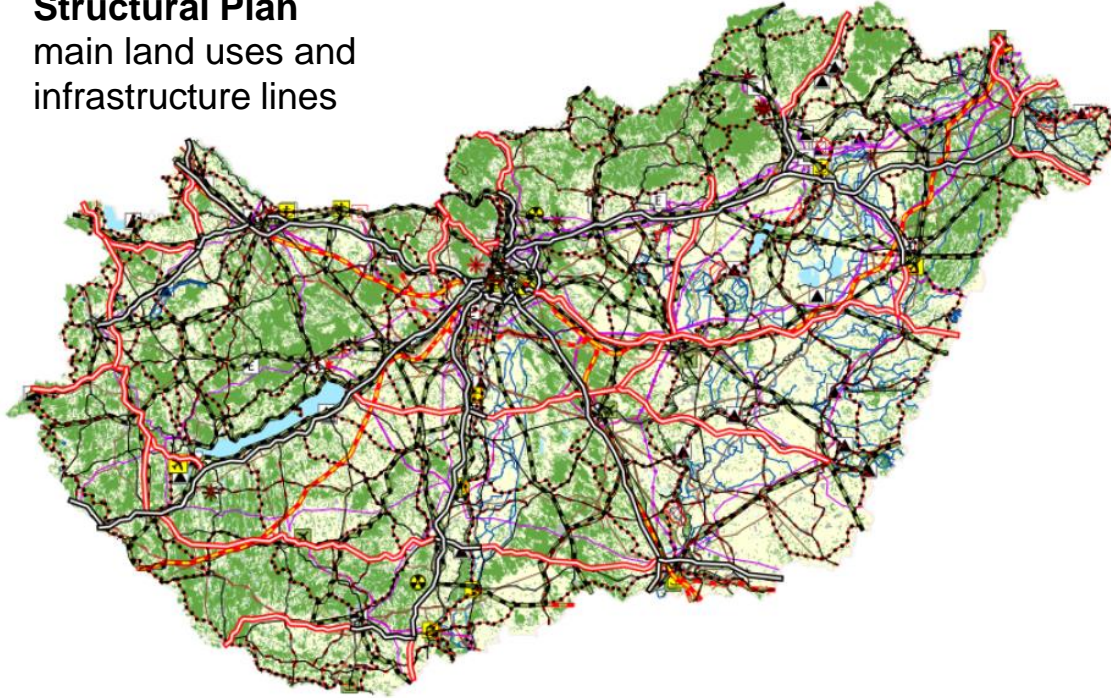 Structural Plan
main land uses and
infrastructure lines
E
E